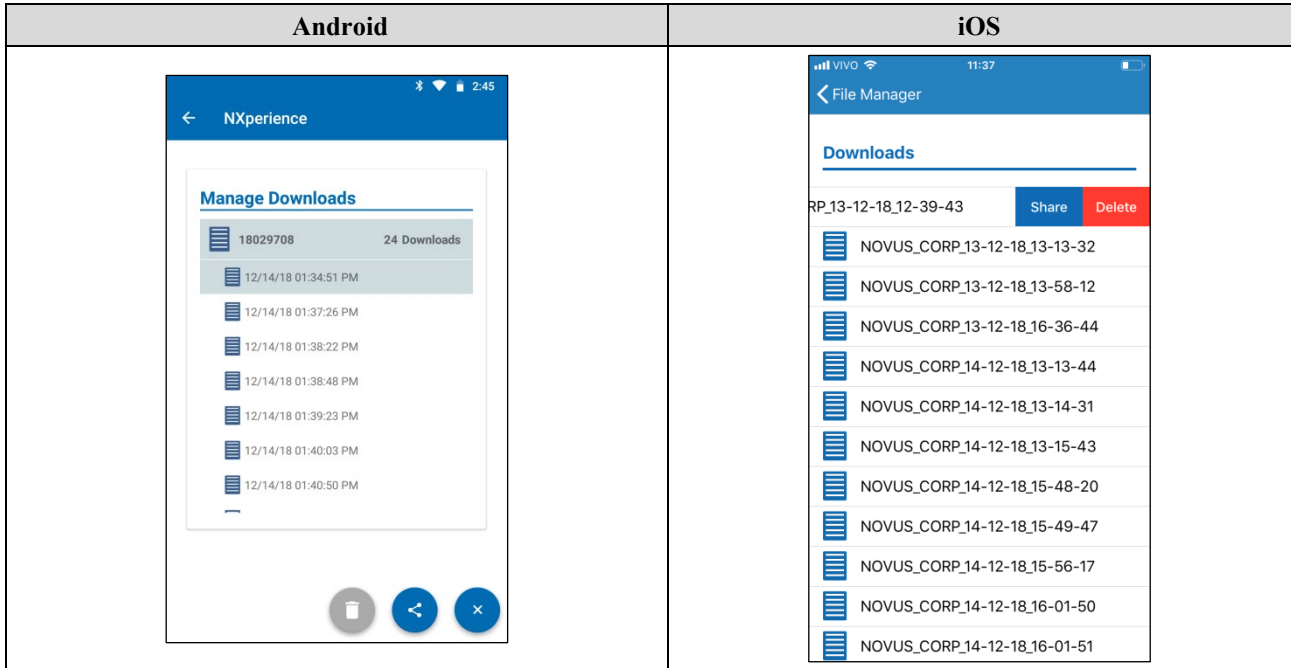 Android
iOS
2:45
NXperience
Manage Downloads
18029708 24 Downloads
12/14/18 01:34:51 PM
12/14/18 01:37:26 PM
12/14/18 01:38:22 PM
12/14/18 01:38:48 PM
12/14/18 01:39:23 PM
12/14/18 01:40:03 PM
12/14/18 01:40:50 PM
VIVO 11:37
File Manager
Downloads
RP_13-12-18_12-39-43 Share Delete
NOVUS_CORP_13-12-18_13-13-32
NOVUS_CORP_13-12-18_13-58-12
NOVUS_CORP_13-12-18_16-36-44
NOVUS_CORP_14-12-18_13-13-44
NOVUS_CORP_14-12-18_13-14-31
NOVUS_CORP_14-12-18_13-15-43
NOVUS_CORP_14-12-18_15-48-20
NOVUS_CORP_14-12-18_15-49-47
NOVUS_CORP_14-12-18_15-56-17
NOVUS_CORP_14-12-18_16-01-50
NOVUS_CORP_14-12-18_16-01-51